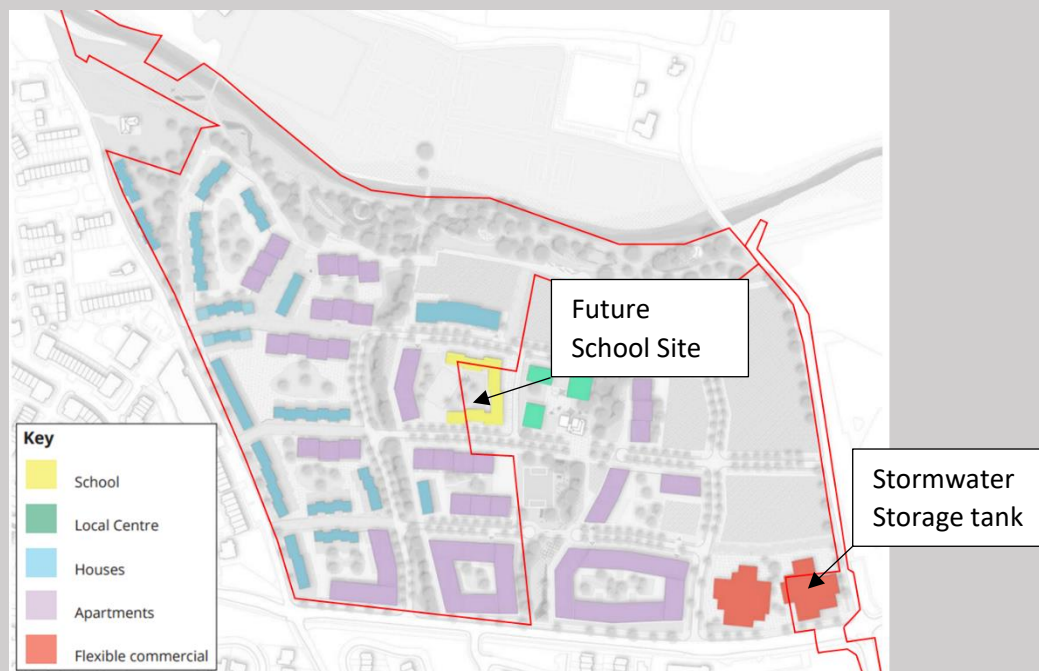 Future
School Site
Stormwater
Storage tank
Key
School
Local Centre
Houses
Apartments
Flexible commercial